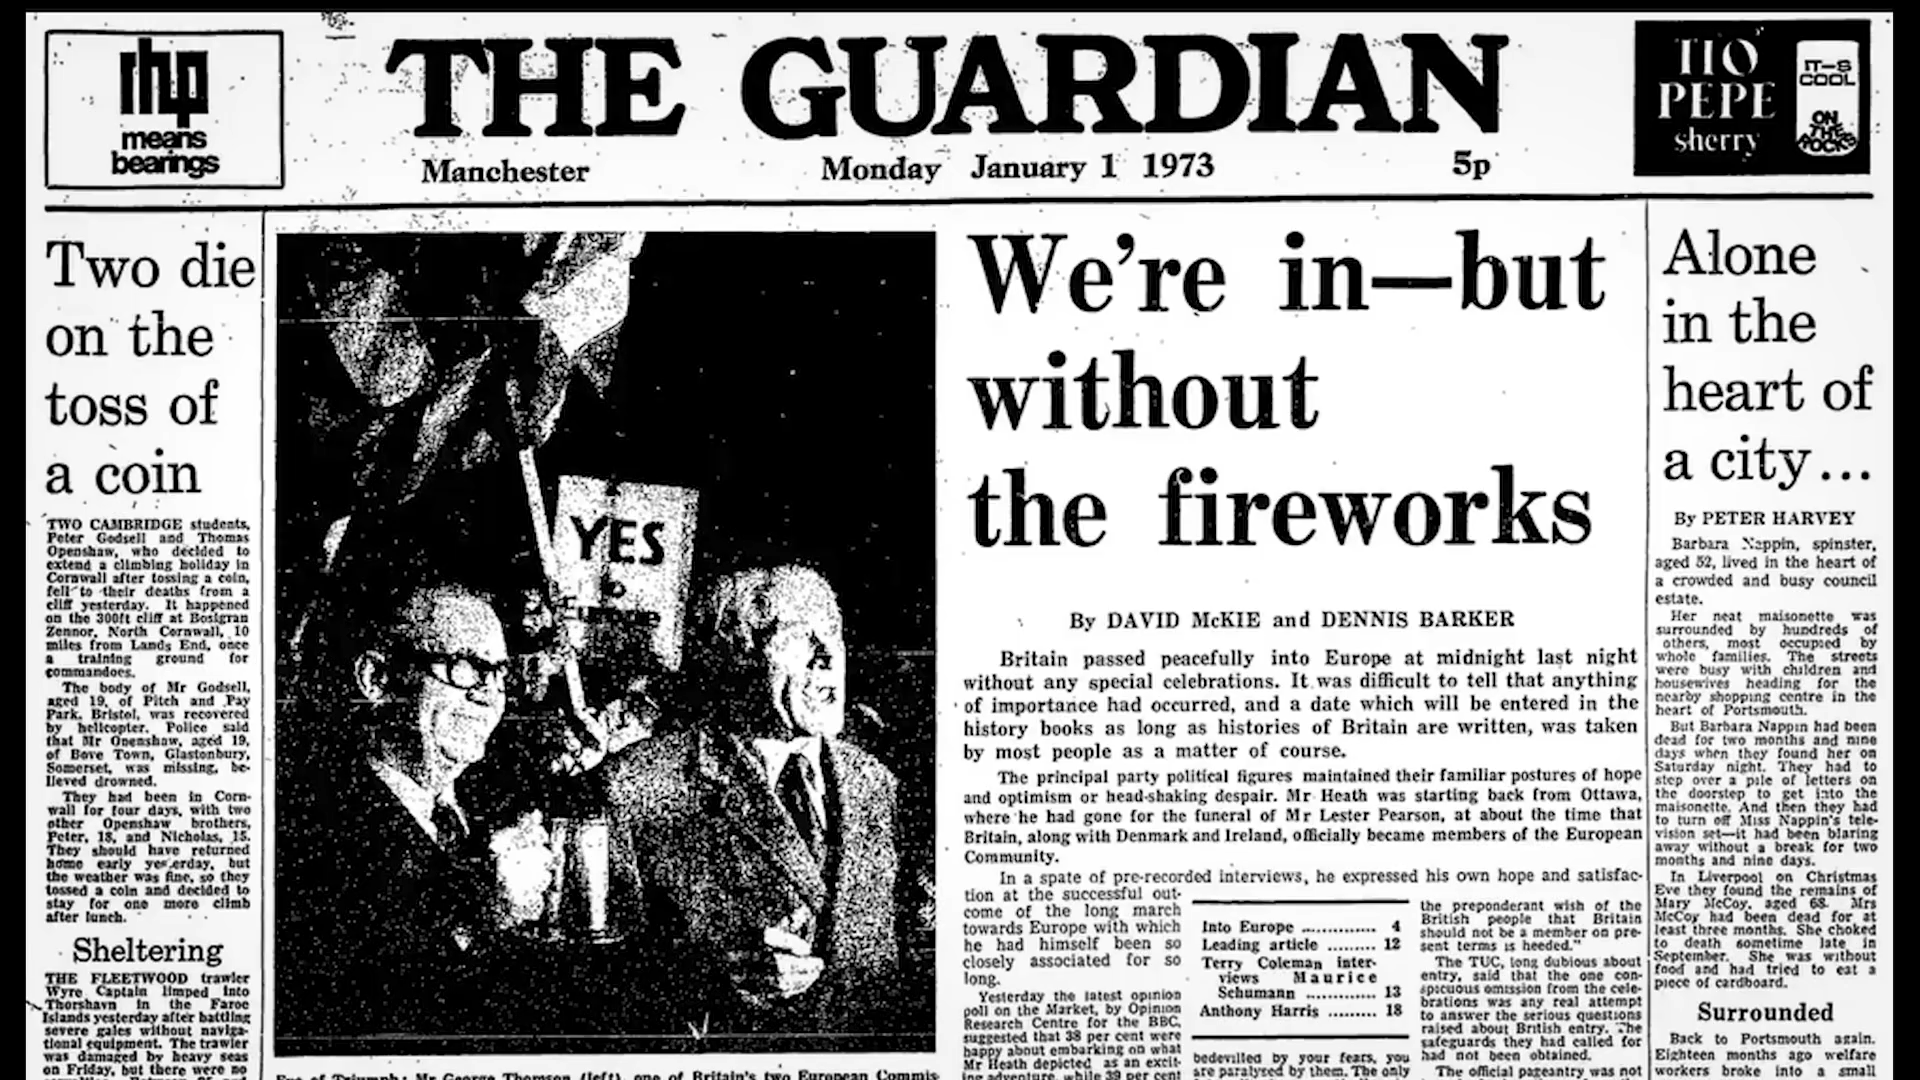 rhp
means
bearings
THE GUARDIAN
Manchester Monday January 1 1973 5p
TIO
PEPE
sherry
IT-S
COOL
ON
THE
ROCKS
Two die
on the
toss of
a coin
TWO CAMBRIDGE students,
Peter Godsell and Thomas
Openshaw, who decided to
extend a climbing holiday in
Cornwall after tossing a coin,
fell to their deaths from a
cliff yesterday. It happened
on the 300ft cliff at Bosigran
Zennor, North Cornwall, 10
miles from Lands End, once
a training ground for
commandoes.
The body of Mr Godsell,
aged 19, of Pitch and Pay
Park, Bristol, was recovered
by helicopter. Police said
that Mr Openshaw, aged 19,
of Bove Town, Glastonbury,
Somerset, was missing, be-
lieved drowned.
They had been in Corn-
wall for four days, with two
other Openshaw brothers,
Peter, 18, and Nicholas, 15.
They should have returned
home early yesterday, but
the weather was fine, so they
tossed a coin and decided to
stay for one more climb
after lunch.
Sheltering
THE FLEETWOOD trawler
Wyre Captain limped into
Thorshavn in the Faroe
Islands yesterday after battling
severe gales without naviga-
tional equipment. The trawler
was damaged by heavy seas
on Friday, but there were no
YES
to
Europe
Eve of Triumph: Mr George Thomson (left), one of Britain's two European Commis-
We're in—but
without
the fireworks
By DAVID McKIE and DENNIS BARKER
Britain passed peacefully into Europe at midnight last night
without any special celebrations. It was difficult to tell that anything
of importance had occurred, and a date which will be entered in the
history books as long as histories of Britain are written, was taken
by most people as a matter of course.
The principal party political figures maintained their familiar postures of hope
and optimism or head-shaking despair. Mr Heath was starting back from Ottawa,
where he had gone for the funeral of Mr Lester Pearson, at about the time that
Britain, along with Denmark and Ireland, officially became members of the European
Community.
In a spate of pre-recorded interviews, he expressed his own hope and satisfac-
tion at the successful out-
come of the long march
towards Europe with which
he had himself been so
closely associated for so
long.
Yesterday the latest opinion
poll on the Market, by Opinion
Research Centre for the BBC,
suggested that 38 per cent were
happy about embarking on what
Mr Heath depicted as an excit-
ing adventure, while 39 per cent
Into Europe ............. 4
Leading article ......... 12
Terry Coleman inter-
views Maurice
Schumann ............ 13
Anthony Harris ......... 18
bedevilled by your fears, you
are paralysed by them. The only
the preponderant wish of the
British people that Britain
should not be a member on pre-
sent terms is heeded."
The TUC, long dubious about
entry, said that the one con-
spicuous omission from the cele-
brations was any real attempt
to answer the serious questions
raised about British entry. The
safeguards they had called for
had not been obtained.
The official pageantry was not
Alone
in the
heart of
a city...
By PETER HARVEY
Barbara Nappin, spinster,
aged 52, lived in the heart of
a crowded and busy council
estate.
Her neat maisonette was
surrounded by hundreds of
others, most occupied by
whole families. The streets
were busy with children and
housewives heading for the
nearby shopping centre in the
heart of Portsmouth.
But Barbara Nappin had been
dead for two months and nine
days when they found her on
Saturday night. They had to
step over a pile of letters on
the doorstep to get into the
maisonette. And then they had
to turn off Miss Nappin's tele-
vision set—it had been blaring
away without a break for two
months and nine days.
In Liverpool on Christmas
Eve they found the remains of
Mary McCoy, aged 68. Mrs
McCoy had been dead for at
least three months. She choked
to death sometime late in
September. She was without
food and had tried to eat a
piece of cardboard.
Surrounded
Back to Portsmouth again.
Eighteen months ago welfare
workers broke into a small